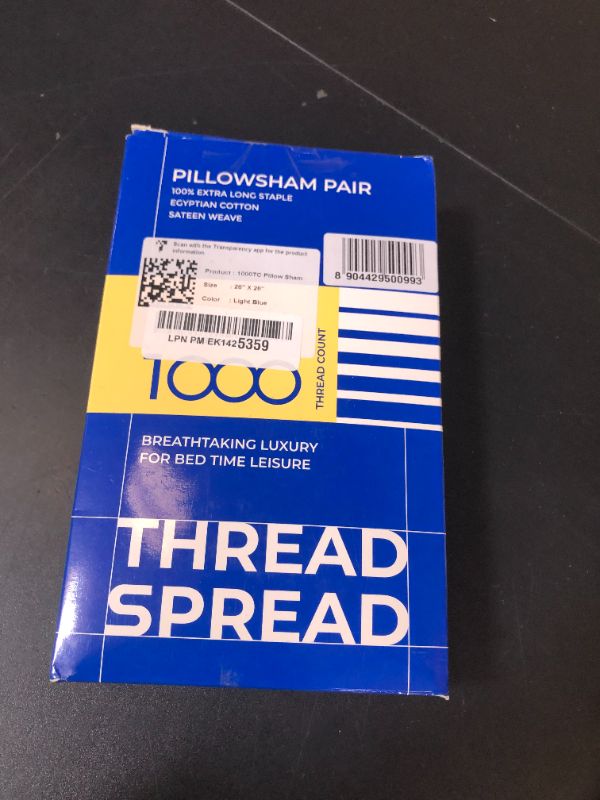 PILLOWSHAM PAIR
100% EXTRA LONG STAPLE
EGYPTIAN COTTON
SATEEN WEAVE
Scan with the Transparency app for the product
information
Product : 1000TC Pillow Sham
Size : 26" X 26"
Color : Light Blue
LPN PM EK1425359
8 904429500993
1000
THREAD COUNT
BREATHTAKING LUXURY
FOR BED TIME LEISURE
THREAD
SPREAD